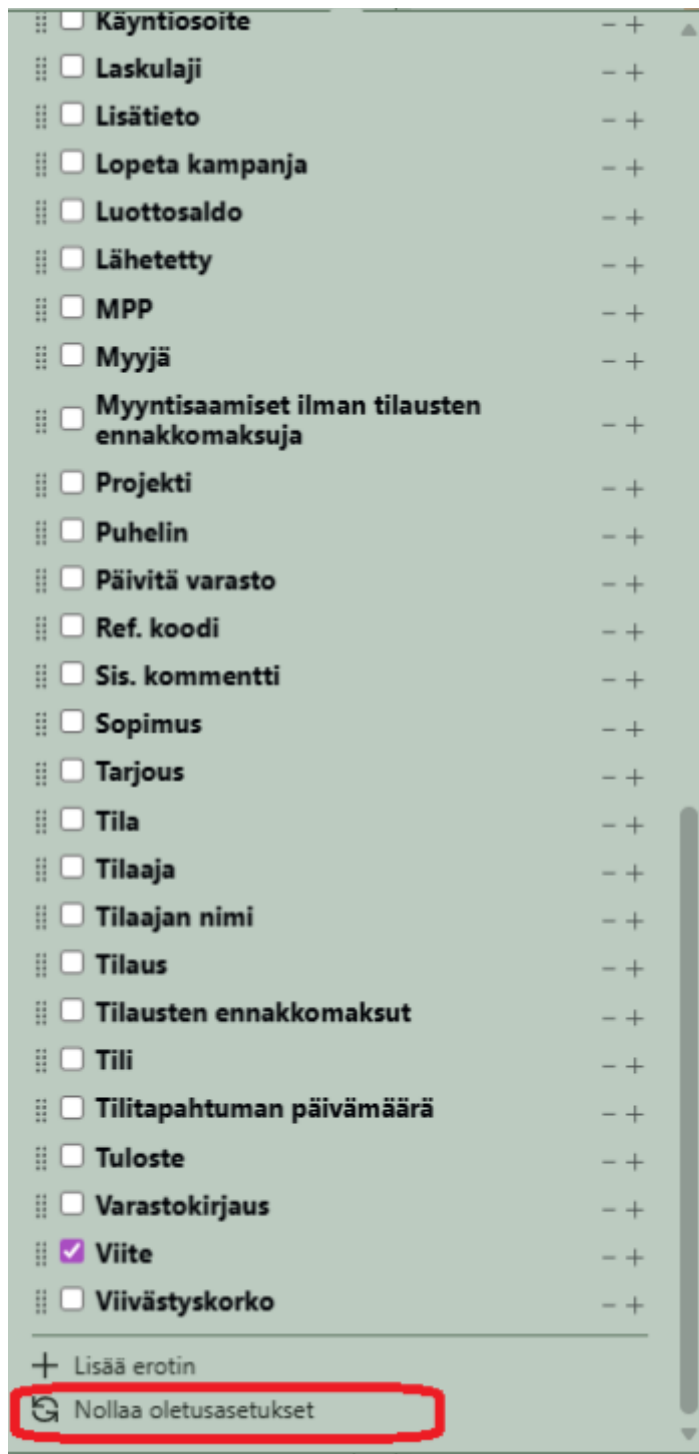 Käyntiosoite
Laskulaji
Lisätieto
Lopeta kampanja
Luottosaldo
Lähetetty
MPP
Myyjä
Myyntisaamiset ilman tilausten
ennakkomaksuja
Projekti
Puhelin
Päivitä varasto
Ref. koodi
Sis. kommentti
Sopimus
Tarjous
Tila
Tilaaja
Tilaajan nimi
Tilaus
Tilausten ennakkomaksut
Tili
Tilitapahtuman päivämäärä
Tuloste
Varastokirjaus
Viite
Viivästyskorko
Lisää erotin
Nollaa oletusasetukset